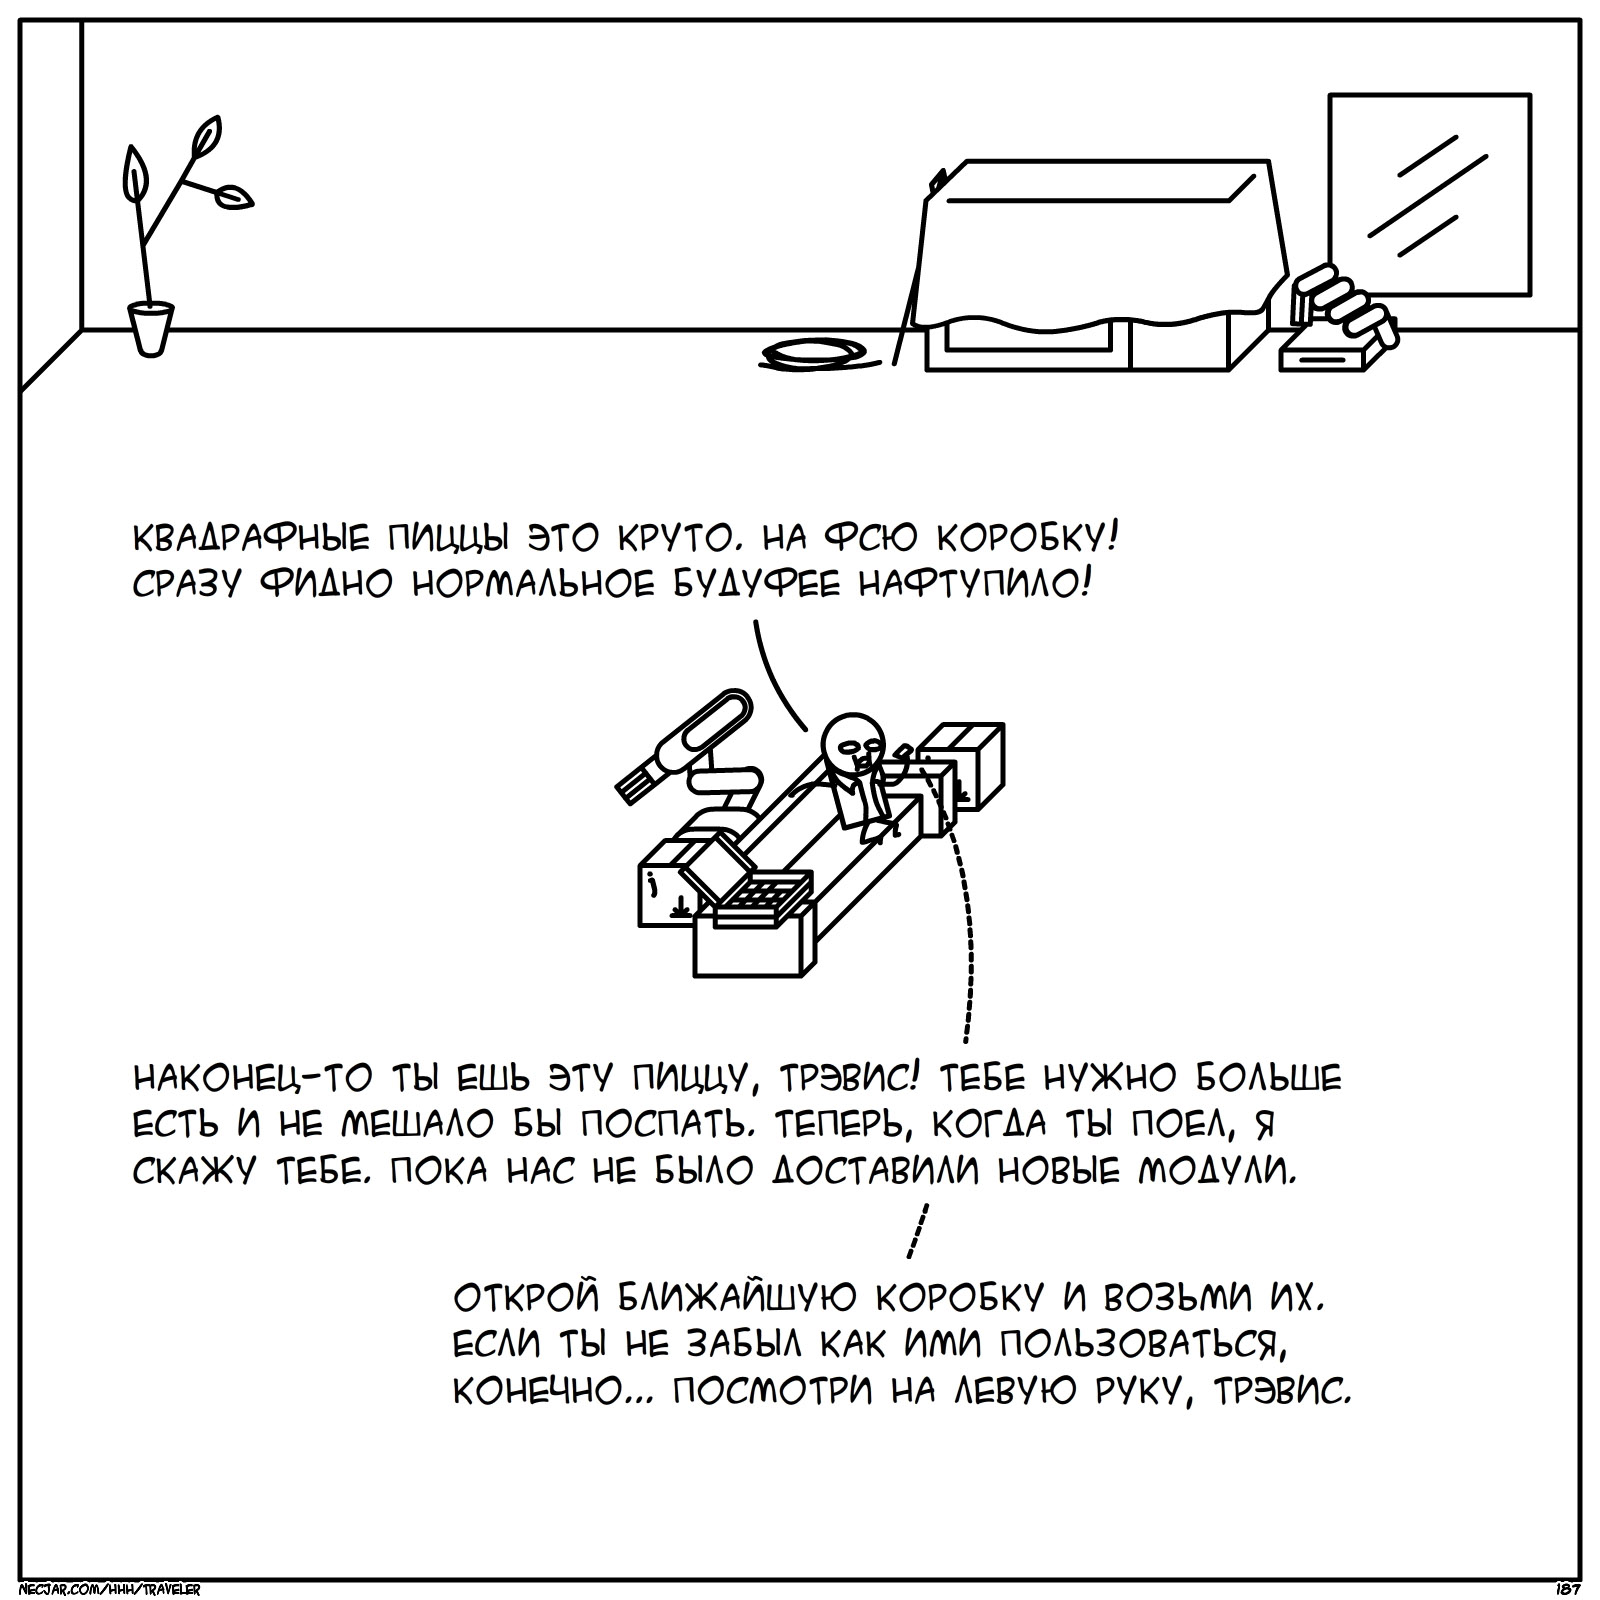 КВАДРАФНЫЕ ПИЦЦЫ ЭТО КРУТО. НА ФСЮ КОРОБКУ!
СРАЗУ ФИДНО НОРМАЛЬНОЕ БУДУФЕЕ НАФТУПИЛО!
НАКОНЕЦ-ТО ТЫ ЕШЬ ЭТУ ПИЦЦУ, ТРЭВИС! ТЕБЕ НУЖНО БОЛЬШЕ
ЕСТЬ И НЕ МЕШАЛО БЫ ПОСПАТЬ. ТЕПЕРЬ, КОГДА ТЫ ПОЕЛ, Я
СКАЖУ ТЕБЕ. ПОКА НАС НЕ БЫЛО ДОСТАВИЛИ НОВЫЕ МОДУЛИ.
ОТКРОЙ БЛИЖАЙШУЮ КОРОБКУ И ВОЗЬМИ ИХ.
ЕСЛИ ТЫ НЕ ЗАБЫЛ КАК ИМИ ПОЛЬЗОВАТЬСЯ,
КОНЕЧНО... ПОСМОТРИ НА ЛЕВУЮ РУКУ, ТРЭВИС.
NECJAR.COM/HHH/TRAVELER
187